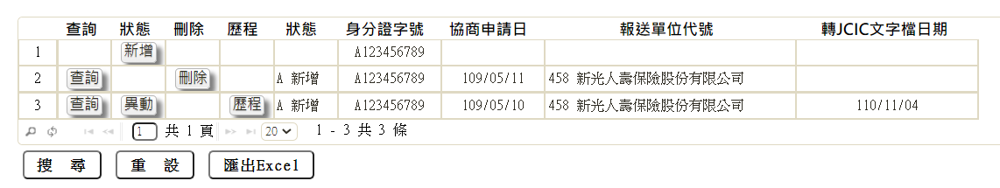 查詢 狀態 刪除 歷程 狀態 身分證字號 協商申請日 報送單位代號 轉JCIC文字檔日期
1 新增 A123456789
2 查詢 刪除 A 新增 A123456789 109/05/11 458 新光人壽保險股份有限公司
3 查詢 異動 歷程 A 新增 A123456789 109/05/10 458 新光人壽保險股份有限公司 110/11/04
1 共 1 頁 20 1 - 3 共 3 條
搜 尋 重 設 匯出Excel